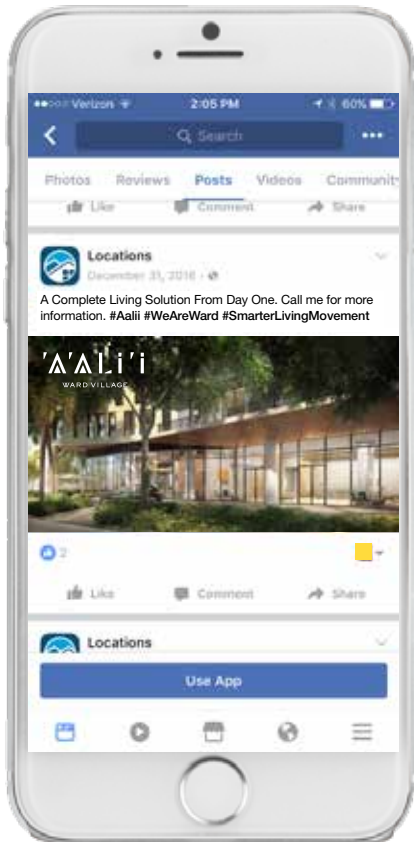 Verizon
2:05 PM
60%
Search
Photos Reviews Posts Videos Communit
Like Comment Share
Locations
December 31, 2016
A Complete Living Solution From Day One. Call me for more
information. #Aalii #WeAreWard #SmarterLivingMovement
'A'ALI'I
WARD VILLAGE
2
Like Comment Share
Locations
Use App